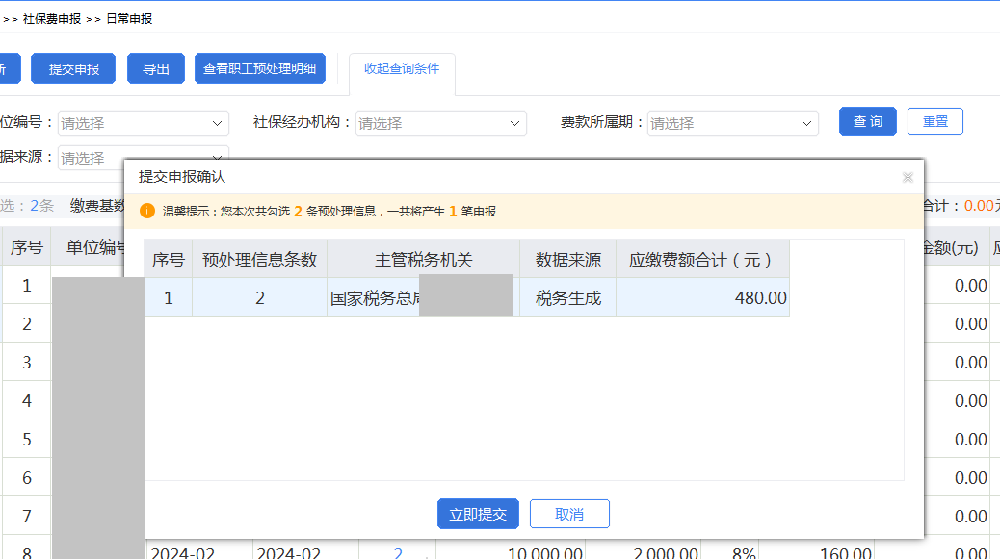 >> 社保费申报 >> 日常申报
提交申报 导出 查看职工预处理明细 收起查询条件
位编号： 请选择 社保经办机构： 请选择 费款所属期： 请选择 查 询 重置
据来源： 请选择
提交申报确认
选：2条 缴费基数 合计：0.00元
温馨提示：您本次共勾选 2 条预处理信息，一共将产生 1 笔申报
序号 单位编号 金额(元)
序号 预处理信息条数 主管税务机关 数据来源 应缴费额合计（元）
1 0.00
1 2 国家税务总局 税务生成 480.00
2 0.00
3 0.00
4 0.00
5 0.00
6 0.00
7 0.00
立即提交 取消
8 2024-02 2024-02 2 10,000.00 2,000.00 8% 160.00 0.00